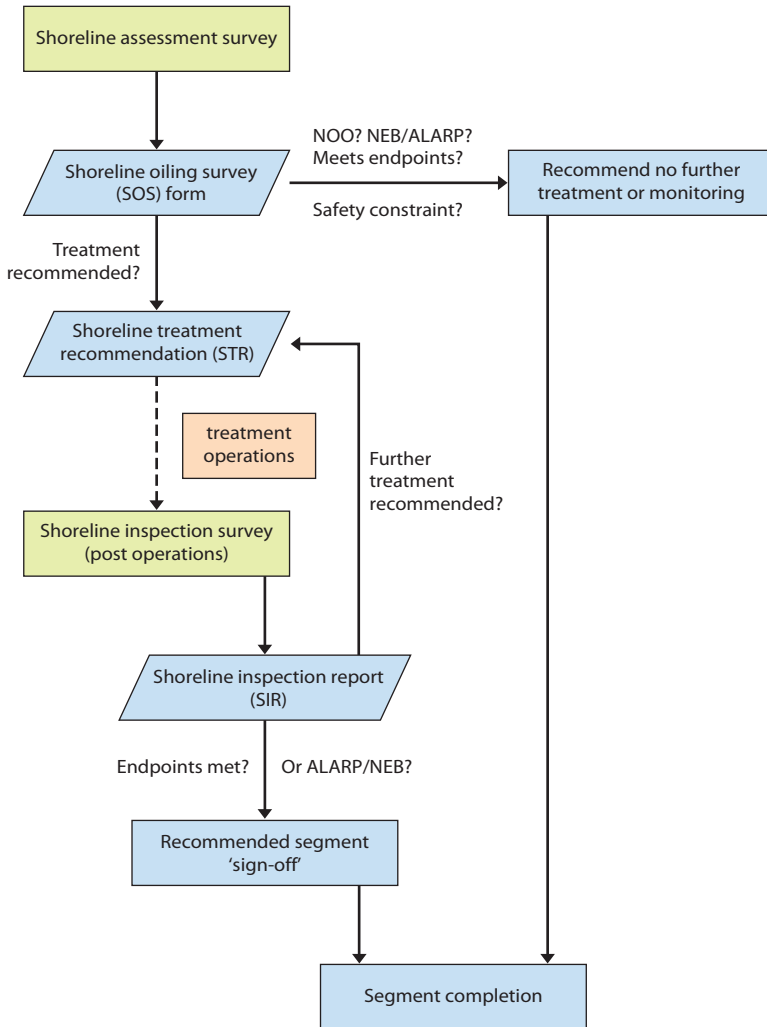 Shoreline assessment survey
NOO? NEB/ALARP?
Meets endpoints?
Safety constraint?
Shoreline oiling survey
(SOS) form
Recommend no further
treatment or monitoring
Treatment
recommended?
Shoreline treatment
recommendation (STR)
treatment
operations
Further
treatment
recommended?
Shoreline inspection survey
(post operations)
Shoreline inspection report
(SIR)
Endpoints met?
Or ALARP/NEB?
Recommended segment
‘sign-off’
Segment completion